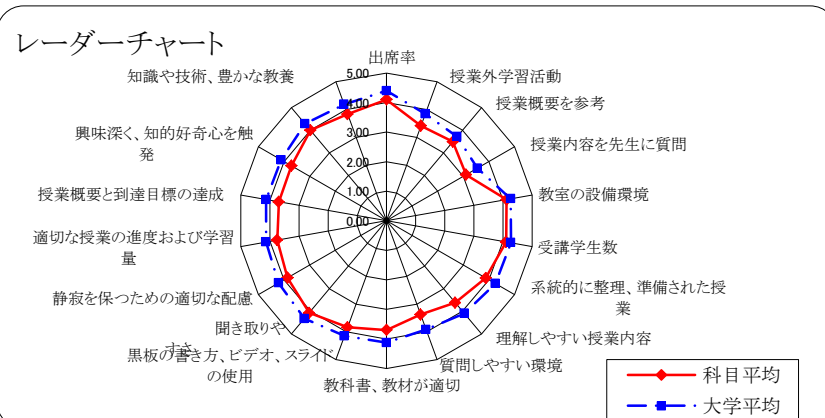 レーダーチャート
出席率
授業外学習活動
授業概要を参考
授業内容を先生に質問
教室の設備環境
受講学生数
系統的に整理、準備された授
業
理解しやすい授業内容
質問しやすい環境
教科書、教材が適切
黒板の書き方、ビデオ、スライド
の使用
聞き取りや
すさ
静寂を保つための適切な配慮
適切な授業の進度および学習
量
授業概要と到達目標の達成
興味深く、知的好奇心を触
発
知識や技術、豊かな教養
5.00
4.00
3.00
2.00
1.00
0.00
科目平均
大学平均